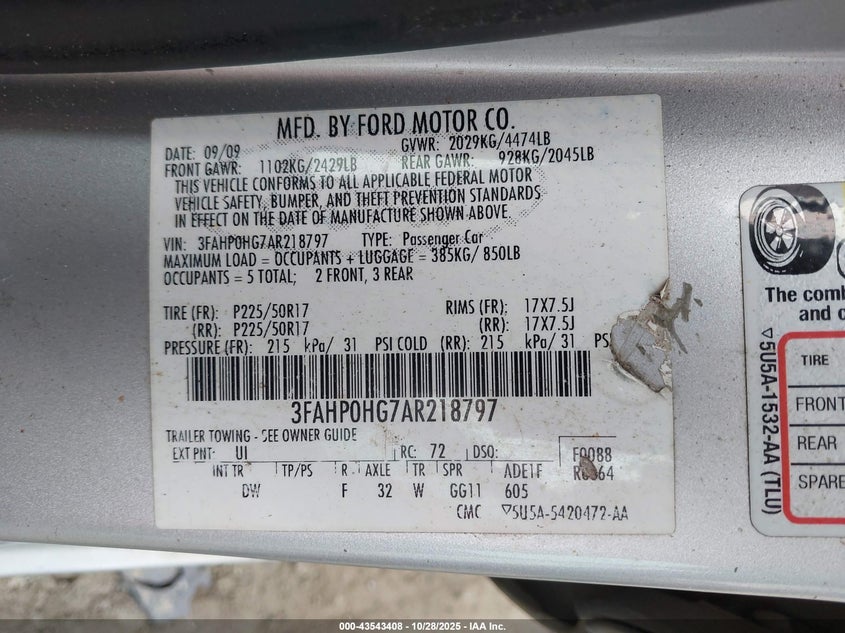 MFD. BY FORD MOTOR CO.
DATE: 09/09 GVWR: 2029KG/4474LB
FRONT GAWR: 1102KG/2429LB REAR GAWR: 928KG/2045LB
THIS VEHICLE CONFORMS TO ALL APPLICABLE FEDERAL MOTOR
VEHICLE SAFETY, BUMPER, AND THEFT PREVENTION STANDARDS
IN EFFECT ON THE DATE OF MANUFACTURE SHOWN ABOVE.
VIN: 3FAHP0HG7AR218797 TYPE: Passenger Car
MAXIMUM LOAD = OCCUPANTS + LUGGAGE = 385KG/ 850LB
OCCUPANTS = 5 TOTAL; 2 FRONT, 3 REAR
TIRE (FR): P225/50R17 RIMS (FR): 17X7.5J
(RR): P225/50R17 (RR): 17X7.5J
PRESSURE (FR): 215 kPa/ 31 PSI COLD (RR): 215 kPa/ 31 PSI
3FAHP0HG7AR218797
TRAILER TOWING - SEE OWNER GUIDE
EXT PNT: UI RC: 72 DSO: F0088
INT TR TP/PS R AXLE TR SPR ADE1F
DW F 32 W GG11 605
CMC ▽5U5A-5420472-AA
The comb
and c
TIRE
FRONT
REAR
SPARE
▽5U5A-1532-AA (TLU)
000-43543408 | 10/28/2025 | IAA Inc.